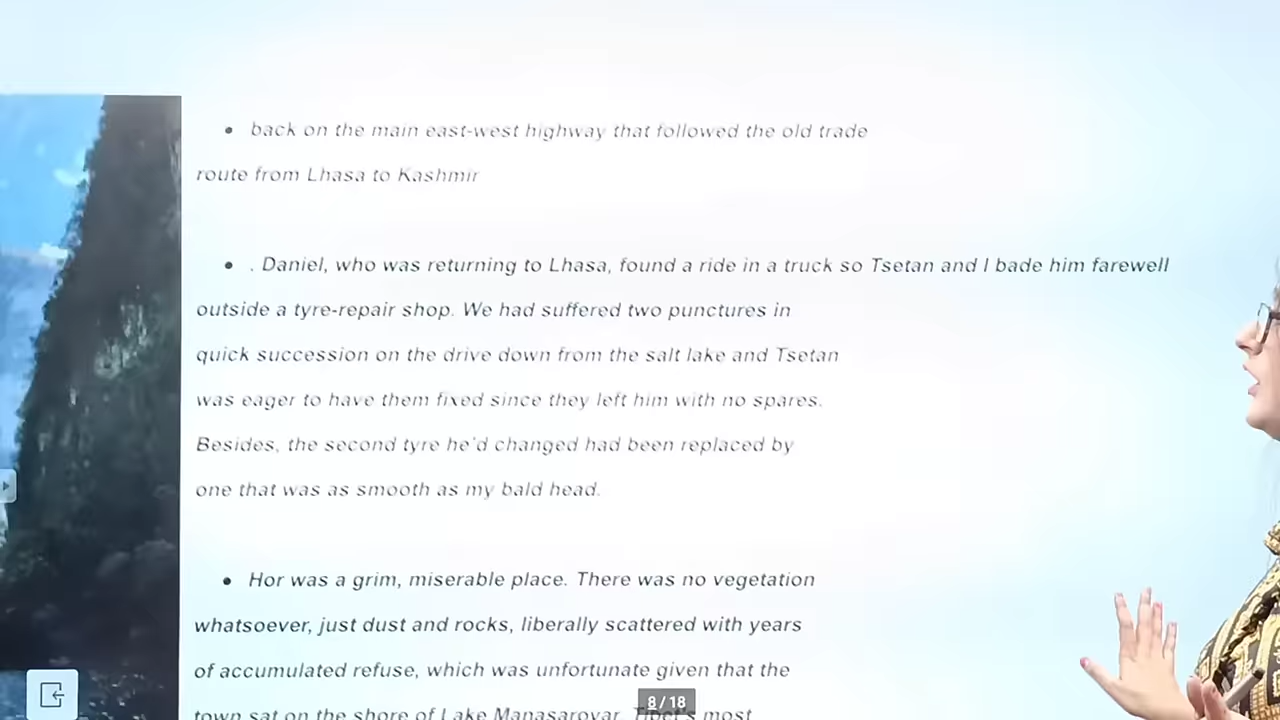 • back on the main east-west highway that followed the old trade
route from Lhasa to Kashmir
• . Daniel, who was returning to Lhasa, found a ride in a truck so Tsetan and I bade him farewell
outside a tyre-repair shop. We had suffered two punctures in
quick succession on the drive down from the salt lake and Tsetan
was eager to have them fixed since they left him with no spares.
Besides, the second tyre he'd changed had been replaced by
one that was as smooth as my bald head.
• Hor was a grim, miserable place. There was no vegetation
whatsoever, just dust and rocks, liberally scattered with years
of accumulated refuse, which was unfortunate given that the
town sat on the shore of Lake Manasarovar, Tibet's most
8/18